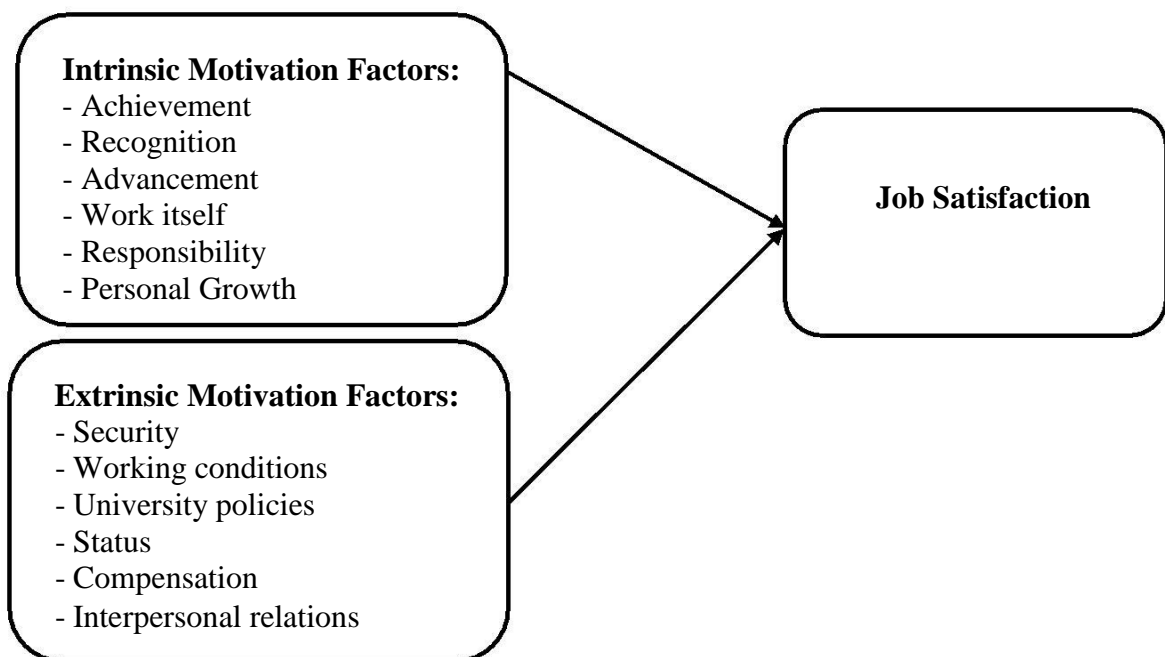 Intrinsic Motivation Factors:
- Achievement
- Recognition
- Advancement
- Work itself
- Responsibility
- Personal Growth
Job Satisfaction
Extrinsic Motivation Factors:
- Security
- Working conditions
- University policies
- Status
- Compensation
- Interpersonal relations